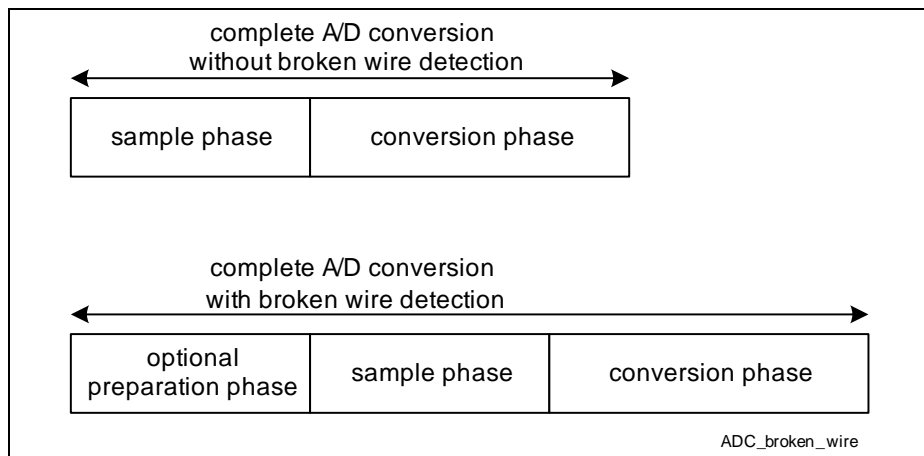 complete A/D conversion
without broken wire detection
sample phase
conversion phase
complete A/D conversion
with broken wire detection
optional
preparation phase
sample phase
conversion phase
ADC_broken_wire